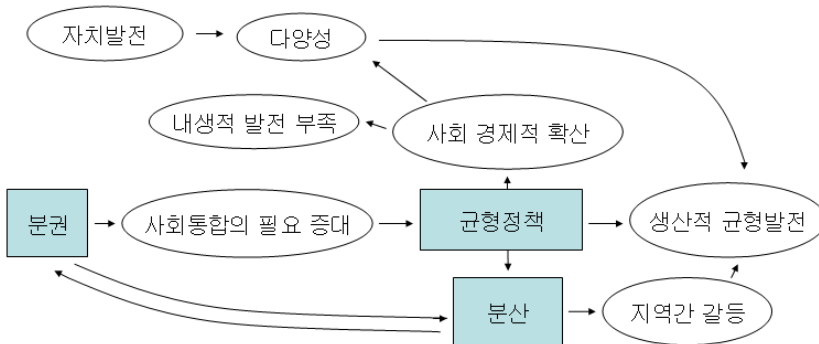 자치발전
다양성
내생적 발전 부족
사회 경제적 확산
분권
사회통합의 필요 증대
균형정책
생산적 균형발전
분산
지역간 갈등